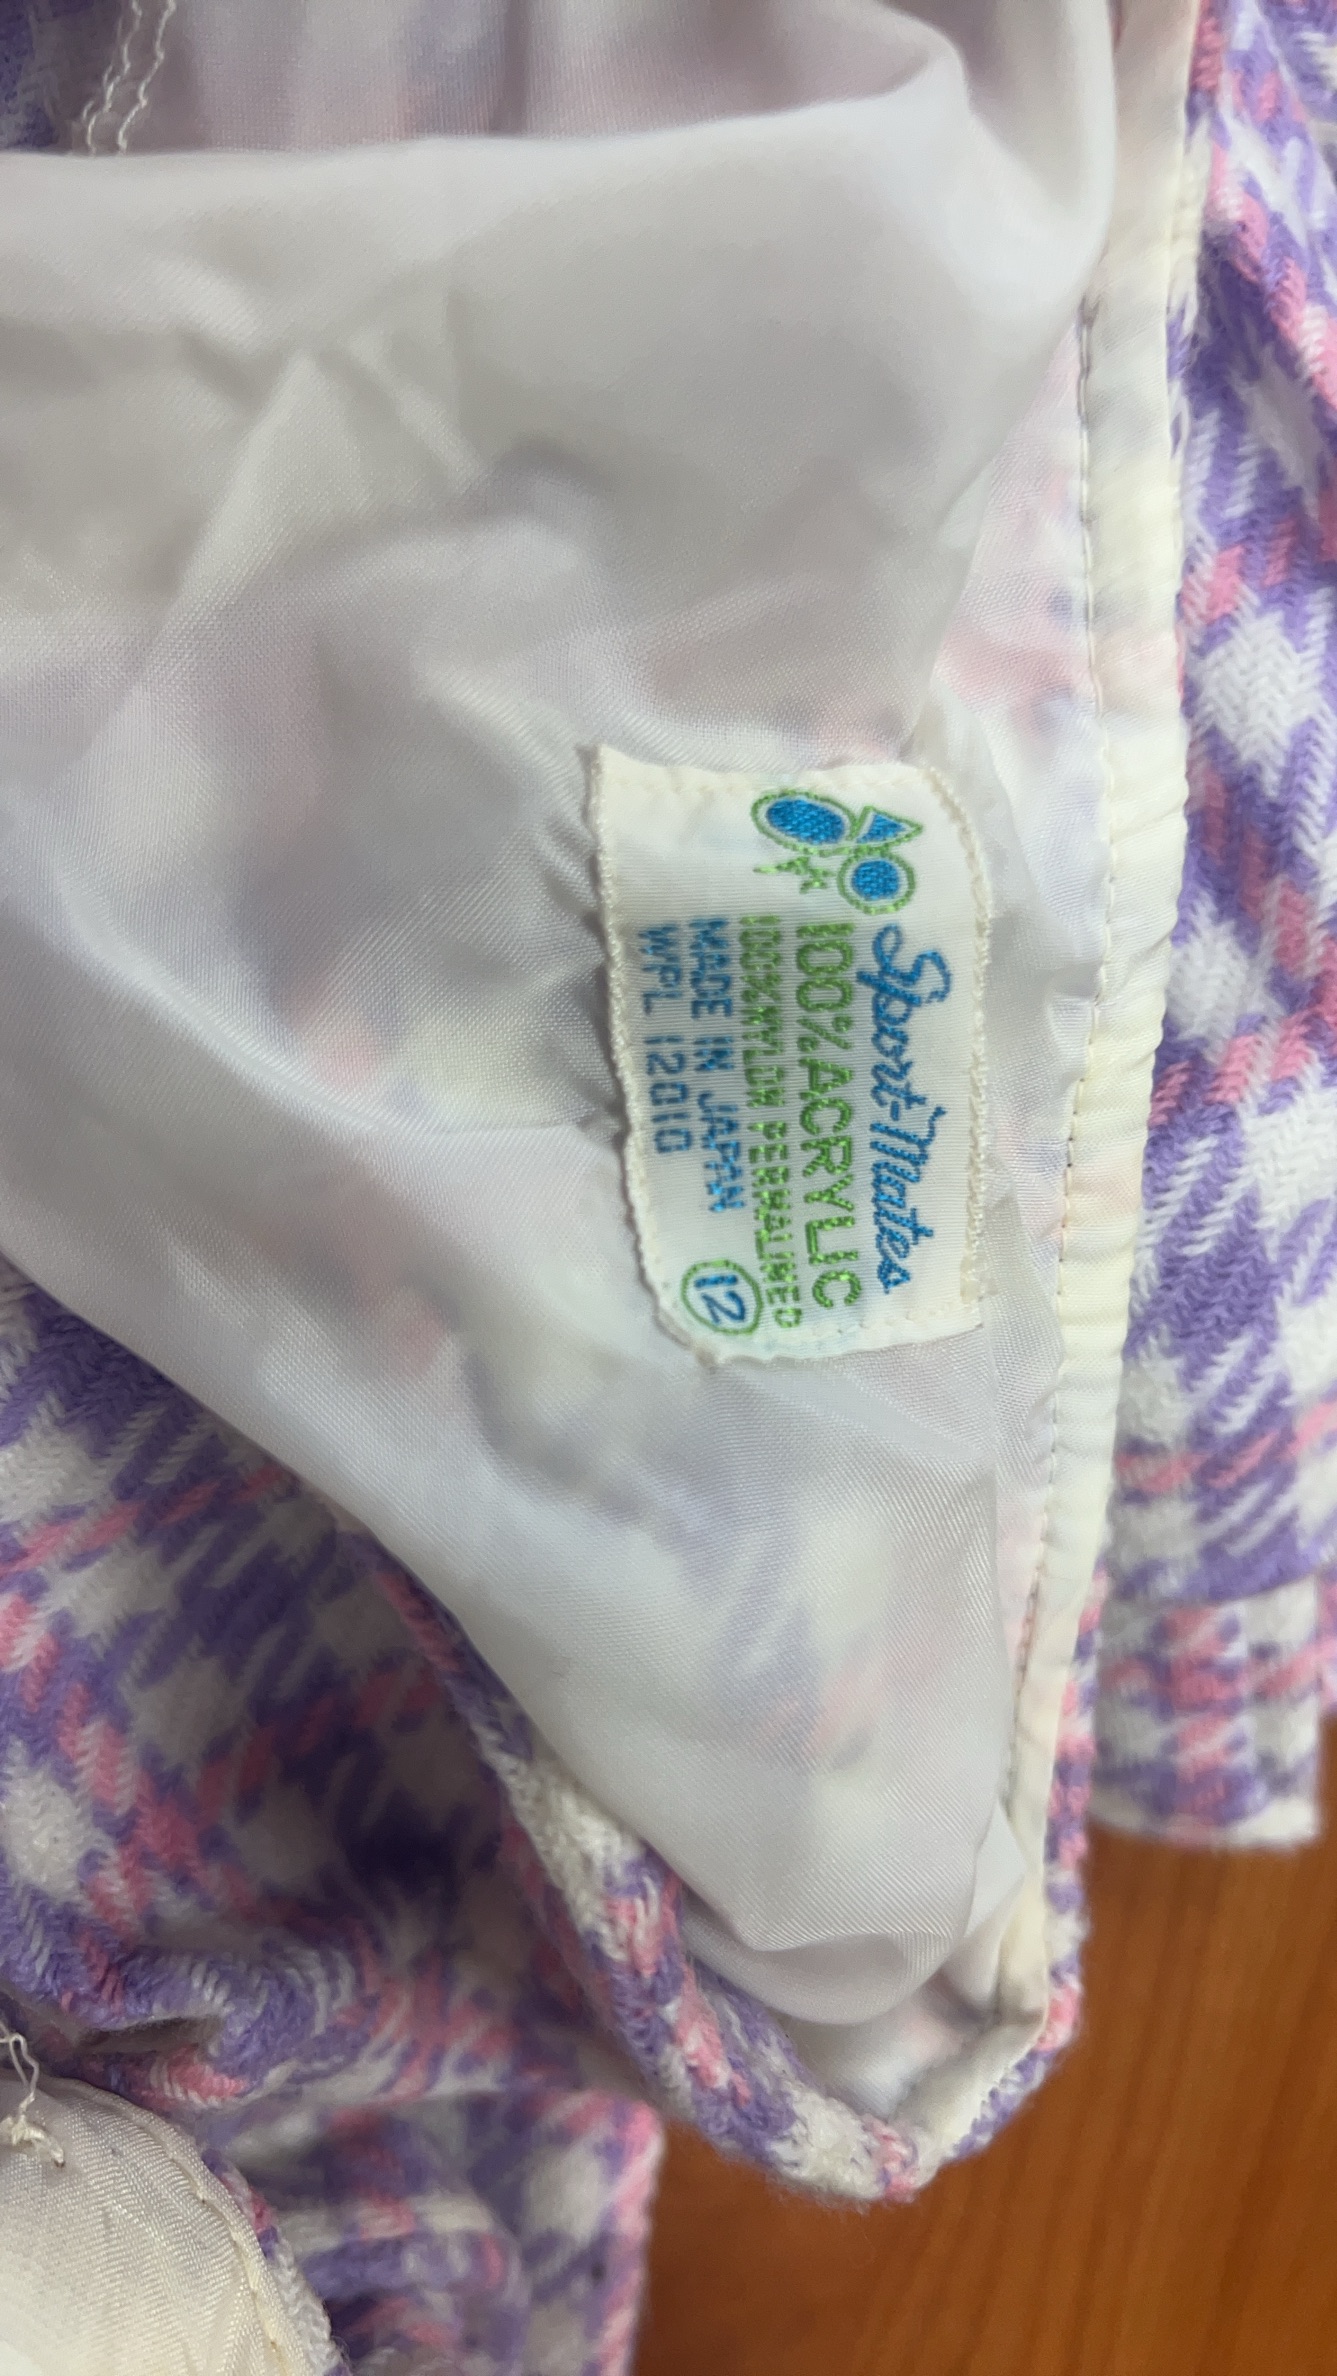 Sport-Mates
100% ACRYLIC
100% NYLON PERMALINED
MADE IN JAPAN
WPL 12010
12